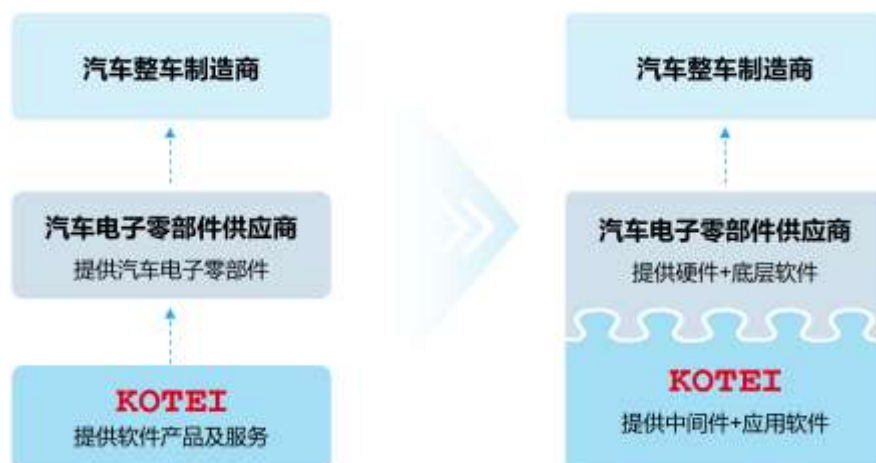 汽车整车制造商
汽车电子零部件供应商
提供汽车电子零部件
KOTEI
提供软件产品及服务
汽车整车制造商
汽车电子零部件供应商
提供硬件+底层软件
KOTEI
提供中间件+应用软件